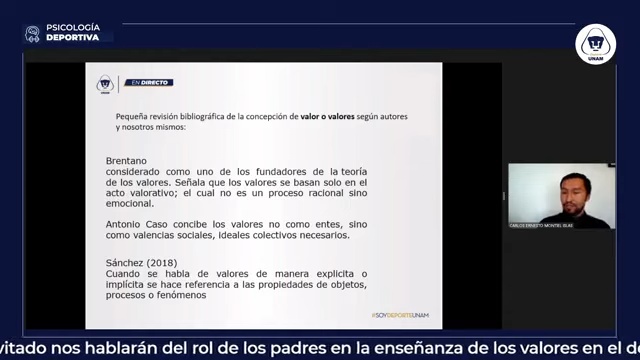 PSICOLOGÍA
DEPORTIVA
UNAM
UNAM
EN DIRECTO
Pequeña revisión bibliográfica de la concepción de valor o valores según autores
y nosotros mismos:
Brentano
considerado como uno de los fundadores de la teoría
de los valores. Señala que los valores se basan solo en el
acto valorativo; el cual no es un proceso racional sino
emocional.
Antonio Caso concibe los valores no como entes, sino
como valencias sociales, ideales colectivos necesarios.
Sánchez (2018)
Cuando se habla de valores de manera explicita o
implícita se hace referencia a las propiedades de objetos,
procesos o fenómenos
#SOYDEPORTEUNAM
CARLOS ERNESTO MONTIEL ISLAS
vitado nos hablarán del rol de los padres en la enseñanza de los valores en el de